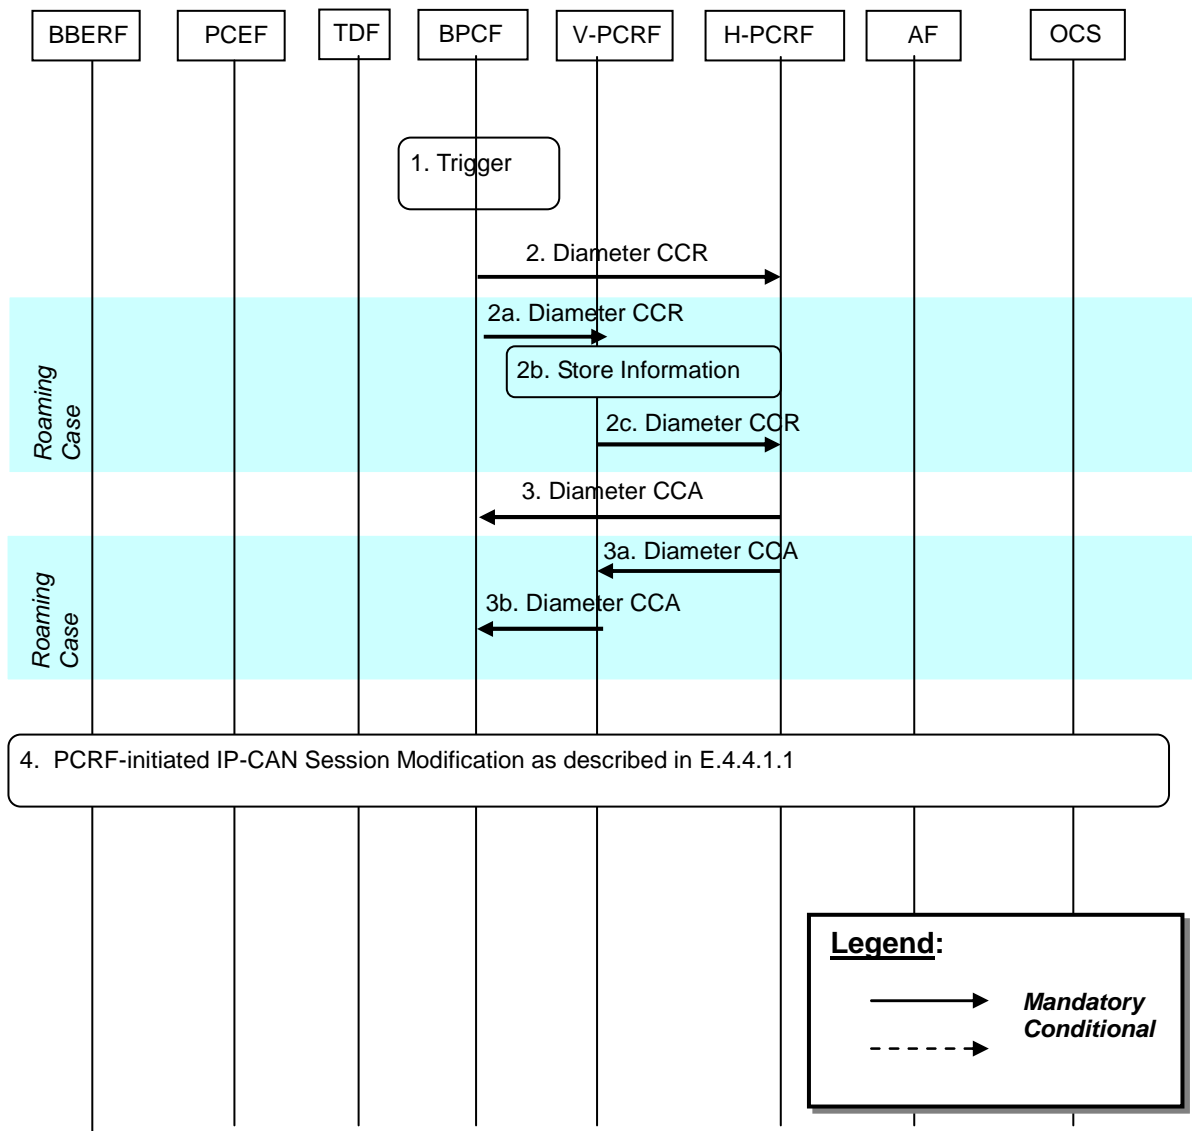 BBERF
PCEF
TDF
BPCF
V-PCRF
H-PCRF
AF
OCS
1. Trigger
2. Diameter CCR
2a. Diameter CCR
2b. Store Information
2c. Diameter CCR
Roaming
Case
3. Diameter CCA
3a. Diameter CCA
3b. Diameter CCA
Roaming
Case
4. PCRF-initiated IP-CAN Session Modification as described in E.4.4.1.1
Legend:
Mandatory
Conditional